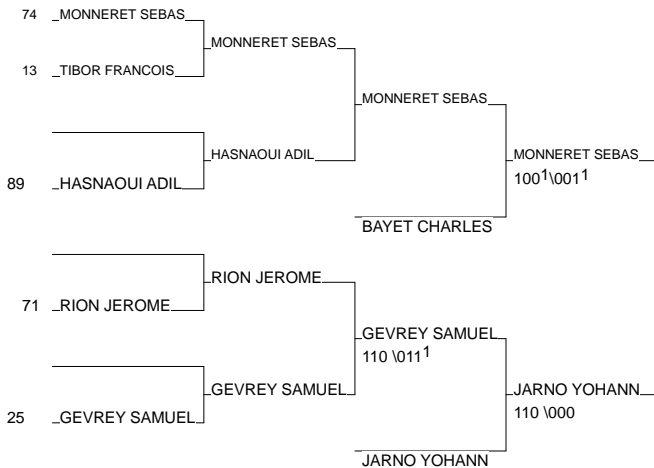 74 MONNERET SEBAS
MONNERET SEBAS
13 TIBOR FRANCOIS
MONNERET SEBAS
HASNAOUI ADIL
MONNERET SEBAS
100¹\001¹
89 HASNAOUI ADIL
BAYET CHARLES
RION JEROME
71 RION JEROME
GEVREY SAMUEL
110 \011¹
GEVREY SAMUEL
JARNO YOHANN
110 \000
25 GEVREY SAMUEL
JARNO YOHANN